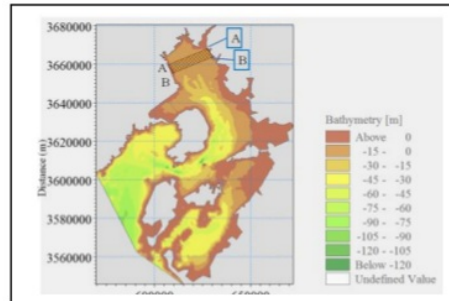 3680000
3660000
3640000
3620000
3600000
3580000
3560000
Distance (m)
A
B
A
B
Bathymetry [m]
Above 0
-15 - 0
-30 - -15
-45 - -30
-60 - -45
-75 - -60
-90 - -75
-105 - -90
-120 - -105
Below -120
Undefined Value